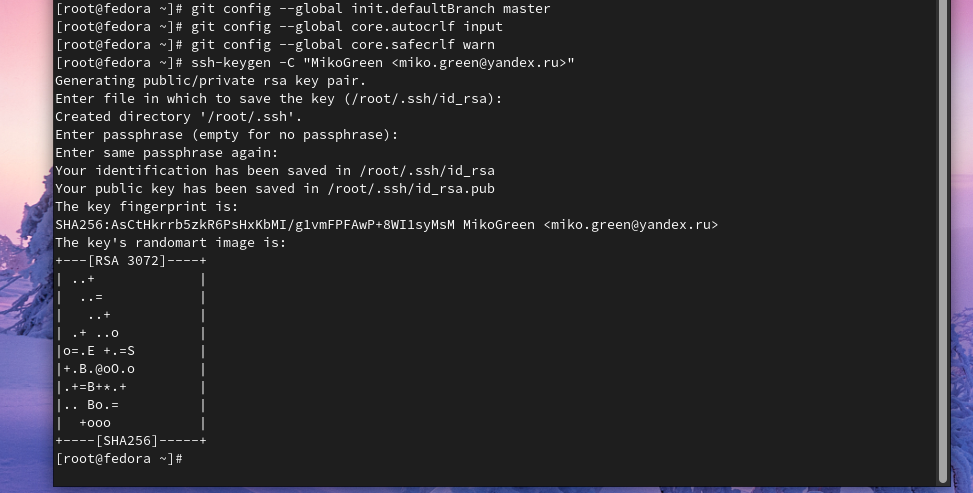 [root@fedora ~]# git config --global init.defaultBranch master
[root@fedora ~]# git config --global core.autocrlf input
[root@fedora ~]# git config --global core.safecrlf warn
[root@fedora ~]# ssh-keygen -C "MikoGreen <miko.green@yandex.ru>"
Generating public/private rsa key pair.
Enter file in which to save the key (/root/.ssh/id_rsa):
Created directory '/root/.ssh'.
Enter passphrase (empty for no passphrase):
Enter same passphrase again:
Your identification has been saved in /root/.ssh/id_rsa
Your public key has been saved in /root/.ssh/id_rsa.pub
The key fingerprint is:
SHA256:AsCtHkrrb5zkR6PsHxKbMI/g1vmFPFAwP+8WI1syMsM MikoGreen <miko.green@yandex.ru>
The key's randomart image is:
+---[RSA 3072]----+
| ..+             |
|  ..=            |
|   ..+           |
| .+ ..o          |
|o=.E +.=S        |
|+.B.@oO.o        |
|.+=B+*.+         |
|.. Bo.=          |
|  +ooo           |
+----[SHA256]-----+
[root@fedora ~]#